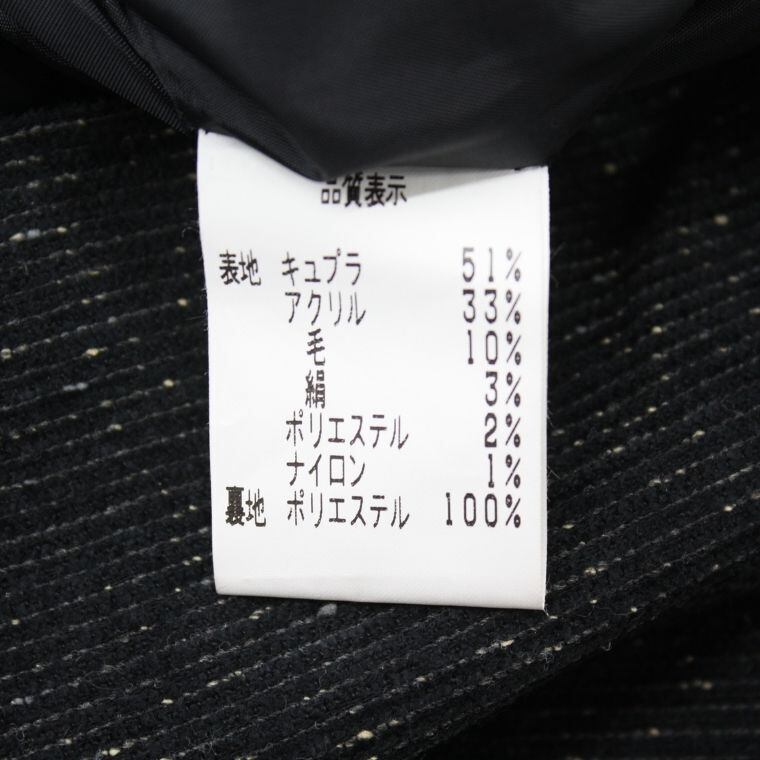 品質表示
表地 キュプラ 51%
アクリル 33%
毛 10%
絹 3%
ポリエステル 2%
ナイロン 1%
裏地 ポリエステル 100%